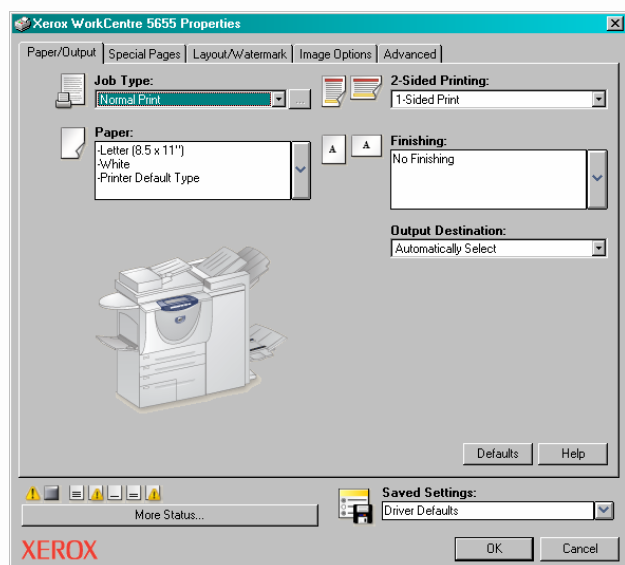 Xerox WorkCentre 5655 Properties
Paper/Output
Special Pages
Layout/Watermark
Image Options
Advanced
Job Type:
Normal Print
...
2-Sided Printing:
1-Sided Print
Paper:
-Letter (8.5 x 11")
-White
-Printer Default Type
A
A
Finishing:
No Finishing
Output Destination:
Automatically Select
Defaults
Help
More Status...
Saved Settings:
Driver Defaults
XEROX
OK
Cancel